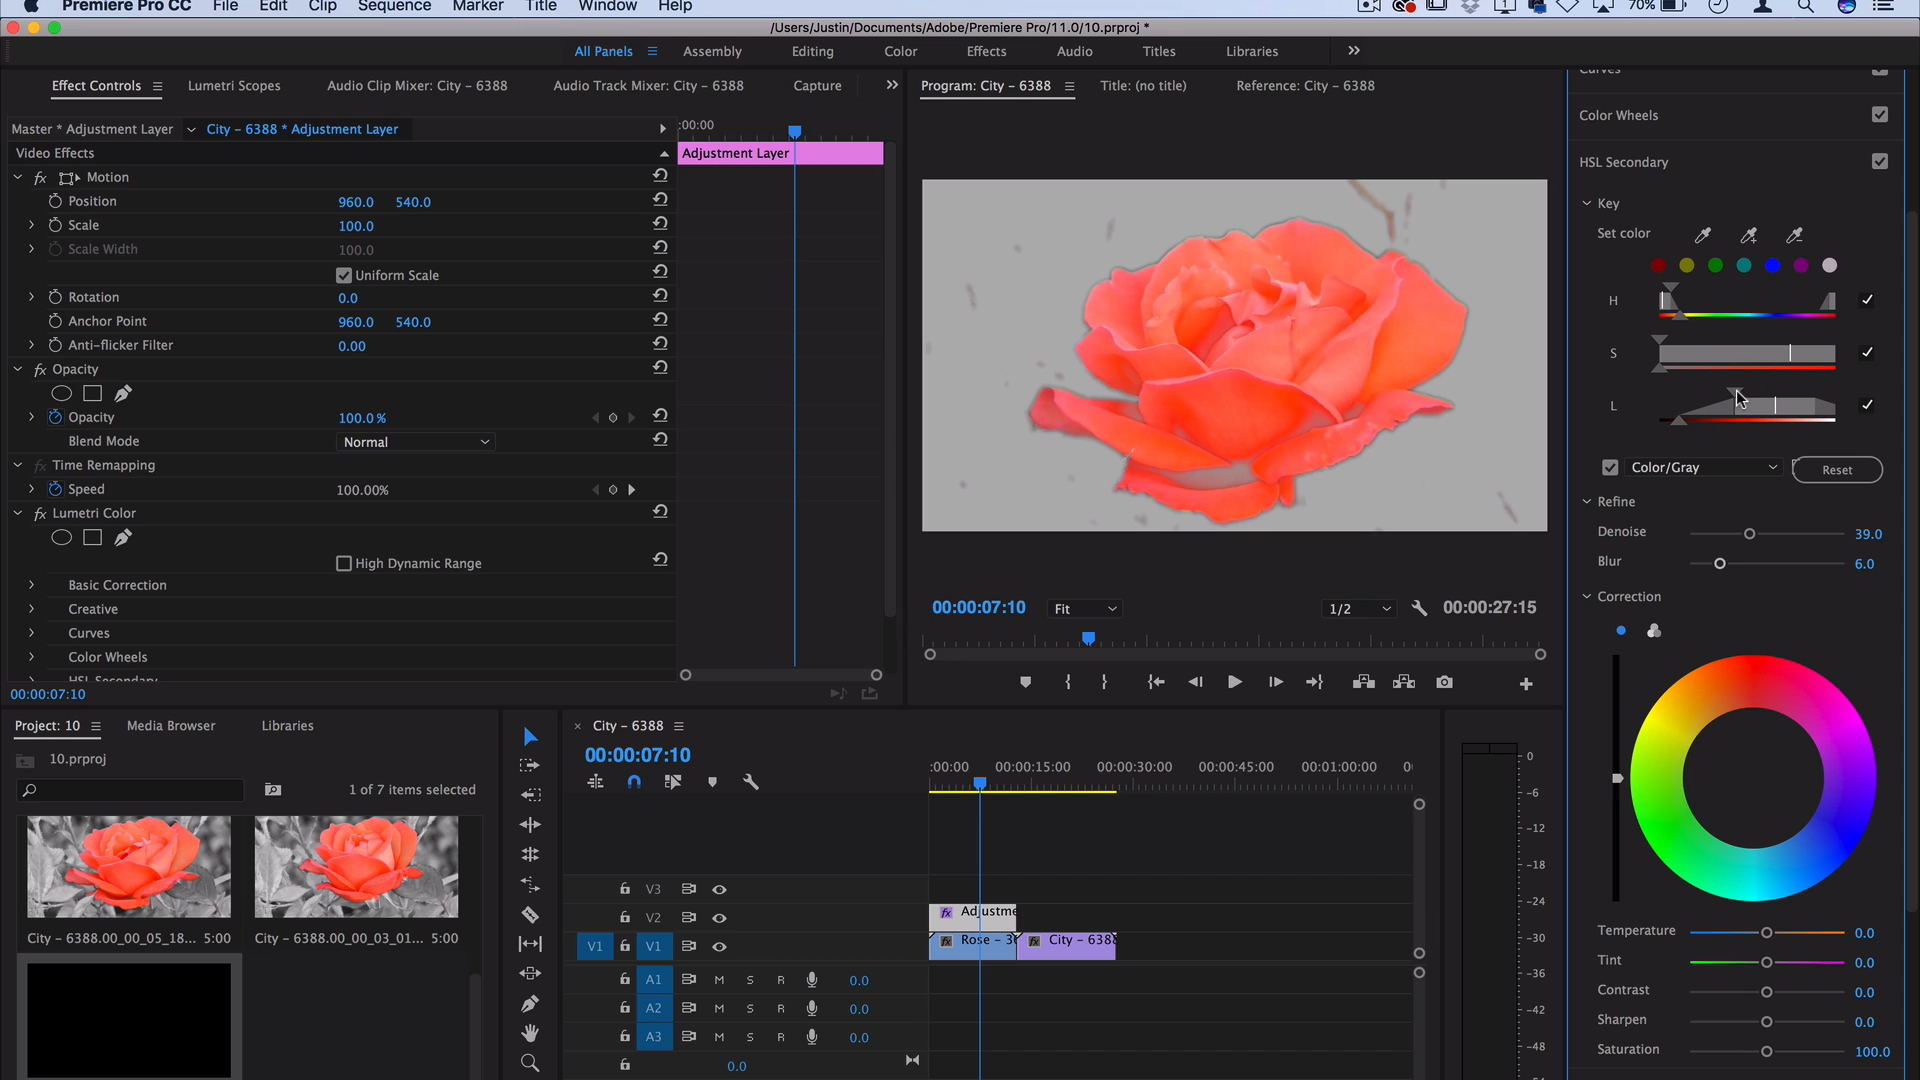 Premiere Pro CC File Edit Clip Sequence Marker Title Window Help 1 70%
/Users/Justin/Documents/Adobe/Premiere Pro/11.0/10.prproj *
All Panels Assembly Editing Color Effects Audio Titles Libraries
Effect Controls Lumetri Scopes Audio Clip Mixer: City - 6388 Audio Track Mixer: City - 6388 Capture
Master * Adjustment Layer City - 6388 * Adjustment Layer
:00:00
Video Effects
Adjustment Layer
fx Motion
Position 960.0 540.0
Scale 100.0
Scale Width 100.0
Uniform Scale
Rotation 0.0
Anchor Point 960.0 540.0
Anti-flicker Filter 0.00
fx Opacity
Opacity 100.0 %
Blend Mode Normal
fx Time Remapping
Speed 100.00%
fx Lumetri Color
High Dynamic Range
Basic Correction
Creative
Curves
Color Wheels
HSL Secondary
00:00:07:10
Program: City - 6388 Title: (no title) Reference: City - 6388
00:00:07:10 Fit 1/2 00:00:27:15
Curves
Color Wheels
HSL Secondary
Key
Set color
H
S
L
Color/Gray Reset
Refine
Denoise 39.0
Blur 6.0
Correction
Temperature 0.0
Tint 0.0
Contrast 0.0
Sharpen 0.0
Saturation 100.0
Project: 10 Media Browser Libraries
10.prproj
1 of 7 items selected
City - 6388.00_00_05_18... 5:00 City - 6388.00_00_03_01... 5:00
City - 6388
00:00:07:10
:00:00 00:00:15:00 00:00:30:00 00:00:45:00 00:01:00:00
V3
V2 fx Adjustme
V1 V1 fx Rose - 3 fx City - 6388
A1 M S R 0.0
A2 M S R 0.0
A3 M S R 0.0
0.0
0
-6
-12
-18
-24
-30
-36
-42
-48